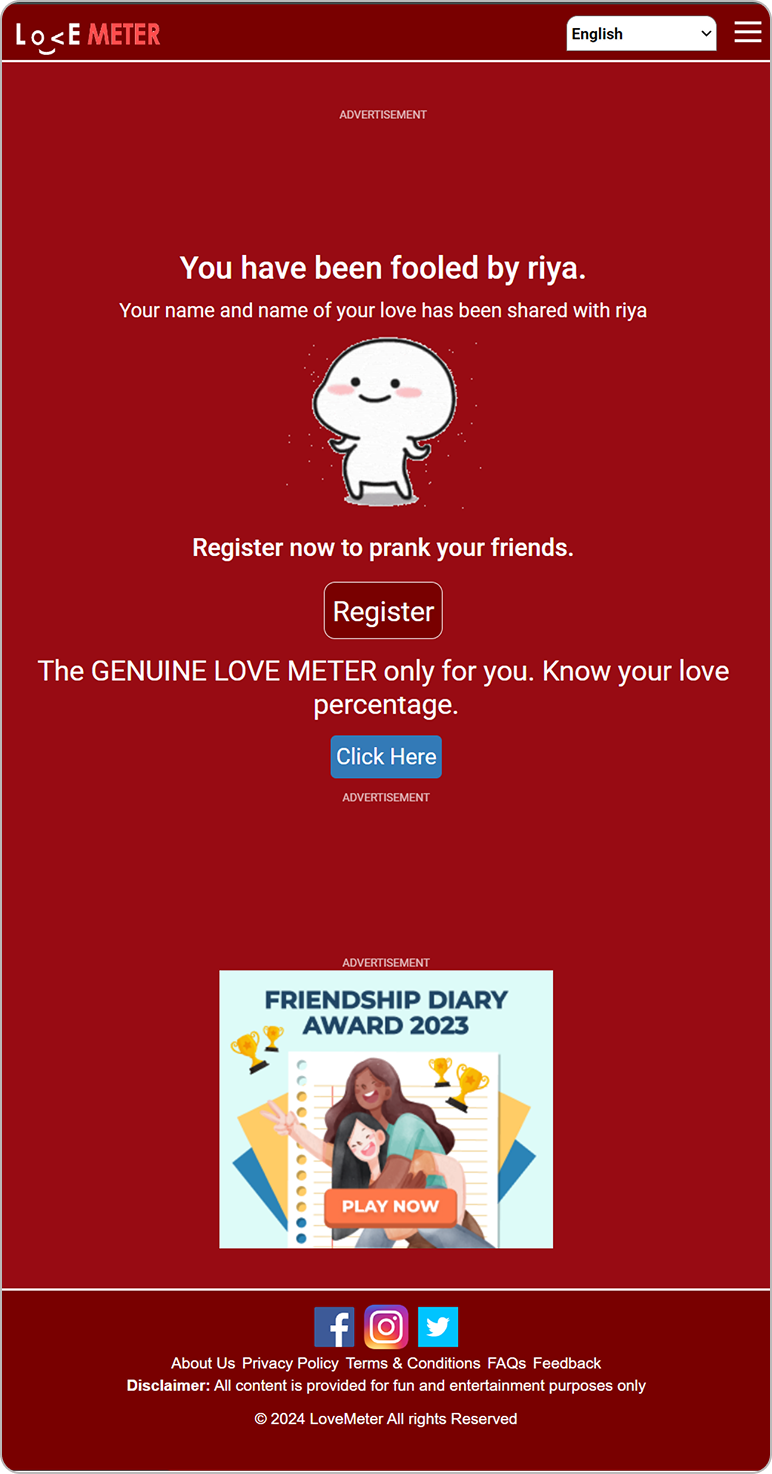 LovE METER
English
ADVERTISEMENT
You have been fooled by riya.
Your name and name of your love has been shared with riya
Register now to prank your friends.
Register
The GENUINE LOVE METER only for you. Know your love
percentage.
Click Here
ADVERTISEMENT
ADVERTISEMENT
FRIENDSHIP DIARY
AWARD 2023
PLAY NOW
About Us Privacy Policy Terms & Conditions FAQs Feedback
Disclaimer: All content is provided for fun and entertainment purposes only
© 2024 LoveMeter All rights Reserved